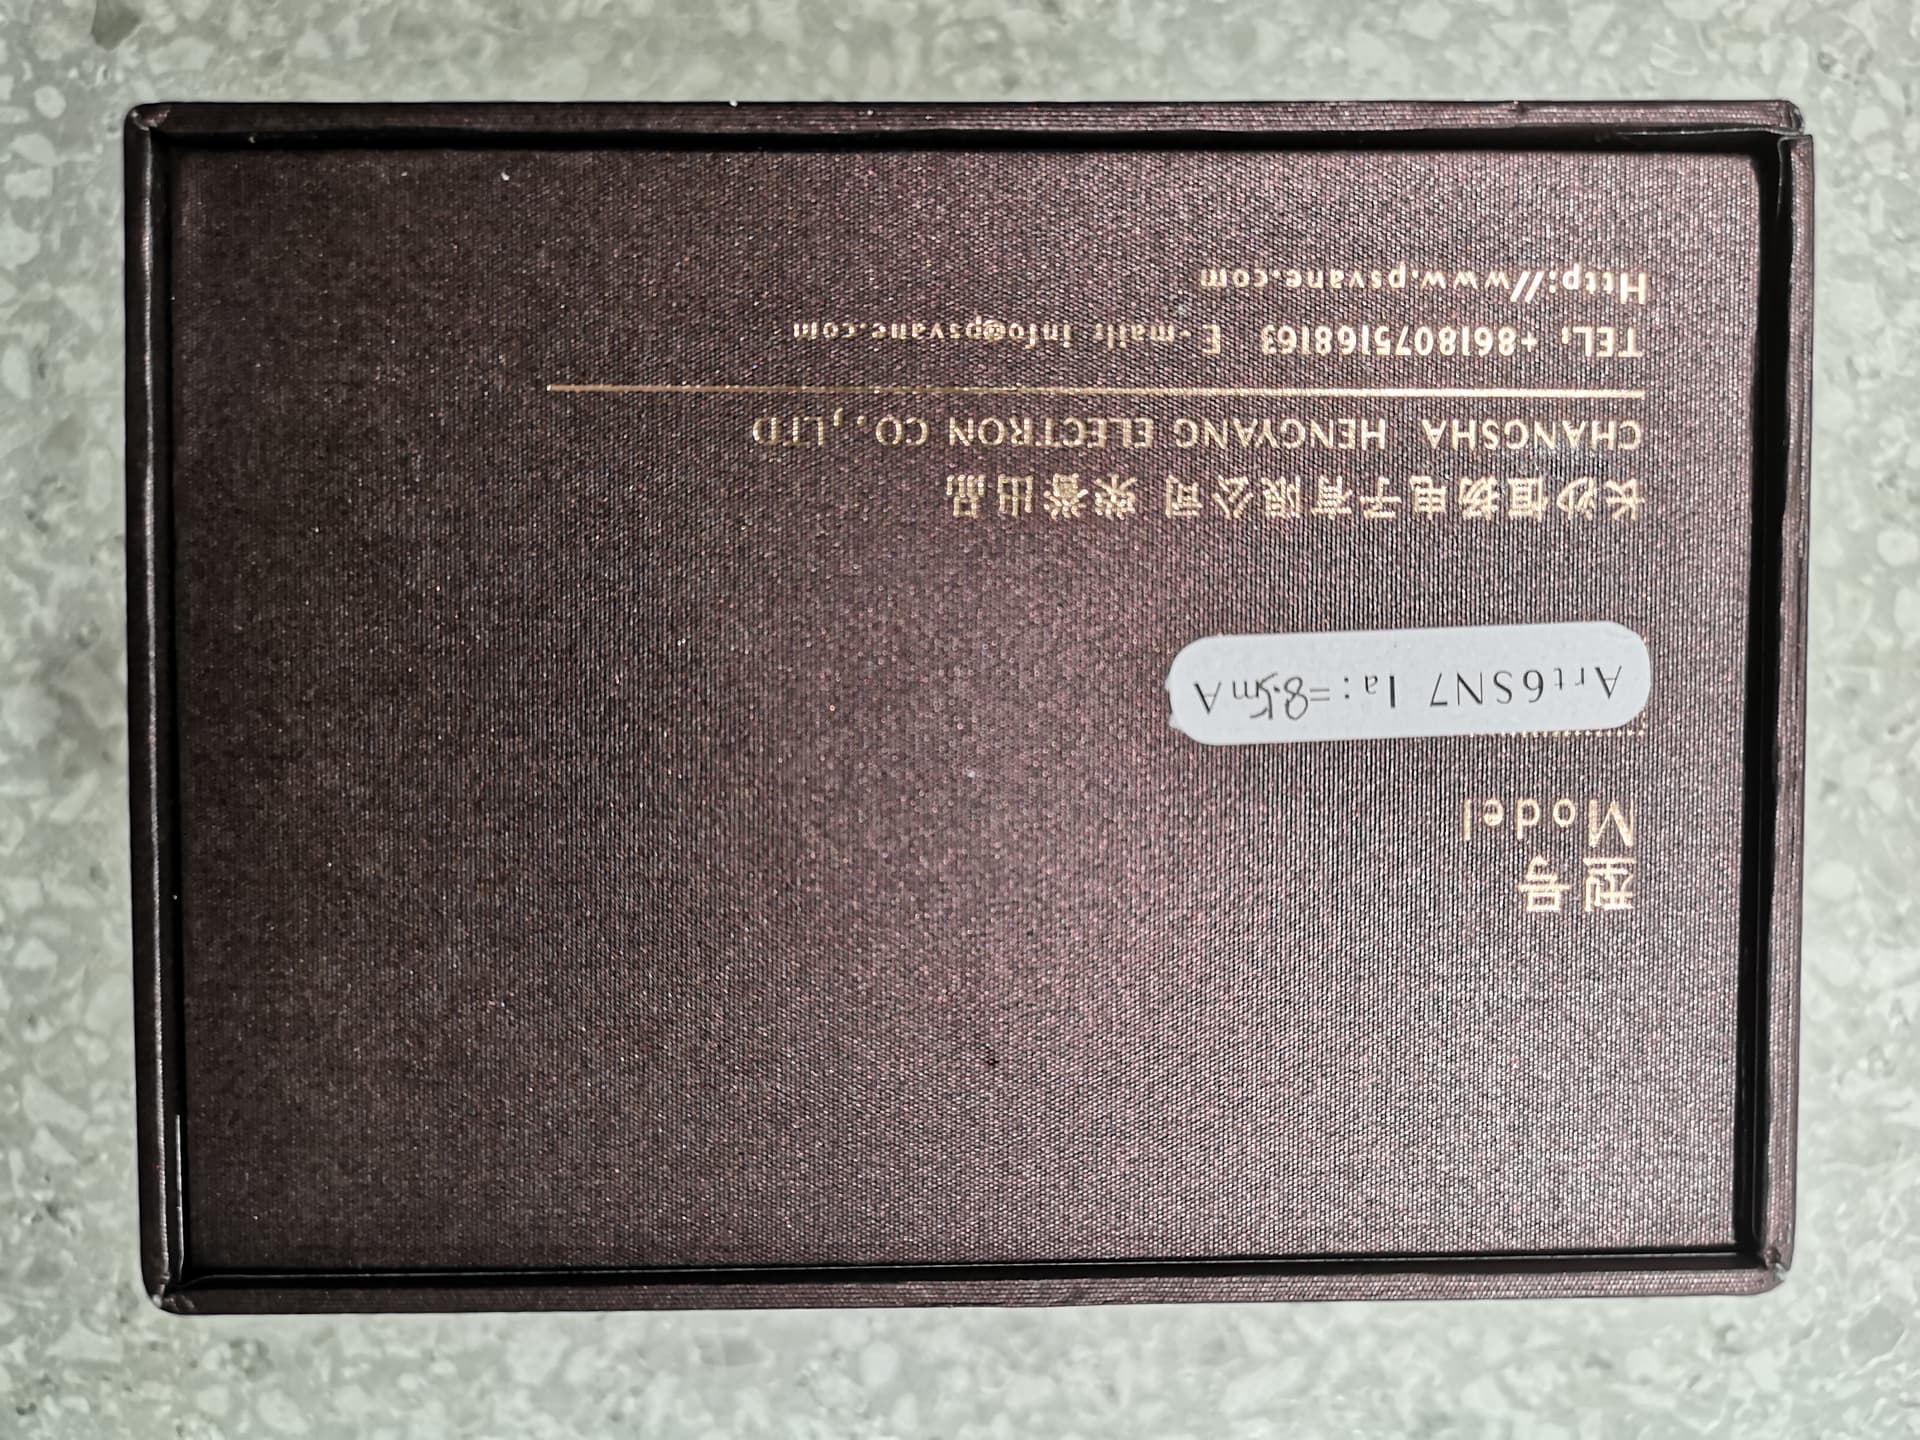 型号
Model
Art6SN7 Ia:=8.5mA
长沙恒扬电子有限公司 荣誉出品
CHANGSHA HENGYANG ELECTRON CO.,LTD
TEL: +8618075168163 E-mail: info@psvane.com
Http://www.psvane.com